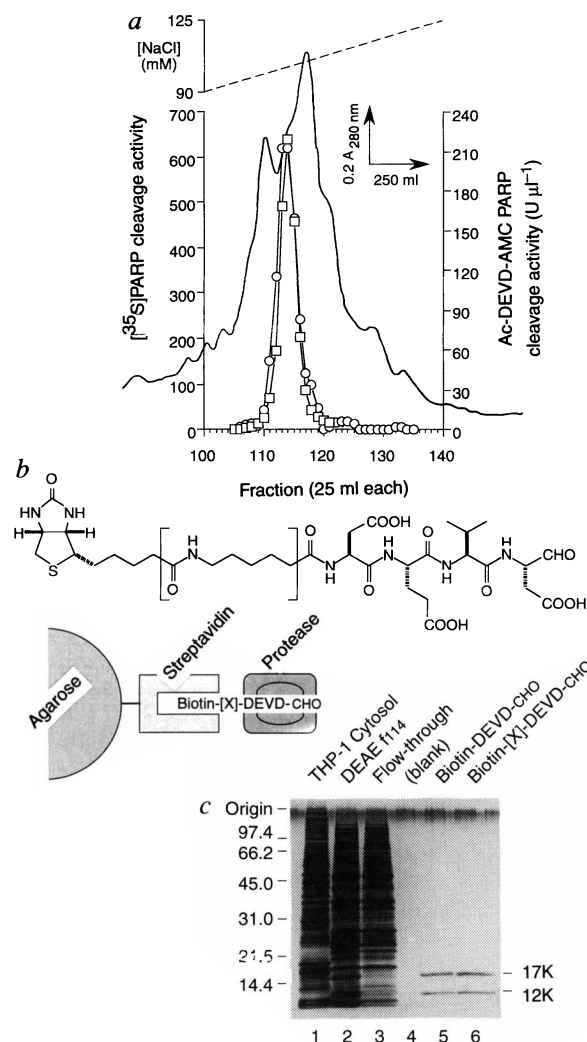 a
125
[NaCl]
(mM)
90
700
600
500
400
300
200
100
0
[³⁵S]PARP cleavage activity
0.2 A 280 nm
250 ml
240
210
180
150
120
90
60
30
0
Ac-DEVD-AMC PARP
cleavage activity (U μl⁻¹)
100 110 120 130 140
Fraction (25 ml each)
b
O
HN NH
H H
S
O
H
N
O
O
N
H
COOH
O
H
N
COOH
O
N
H
O
H
N
CHO
COOH
Agarose
Streptavidin
Protease
Biotin-[X]-DEVD-CHO
THP-1 Cytosol
DEAE f114
Flow-through
(blank)
Biotin-DEVD-CHO
Biotin-[X]-DEVD-CHO
c
Origin
97.4
66.2
45.0
31.0
21.5
14.4
17K
12K
1 2 3 4 5 6